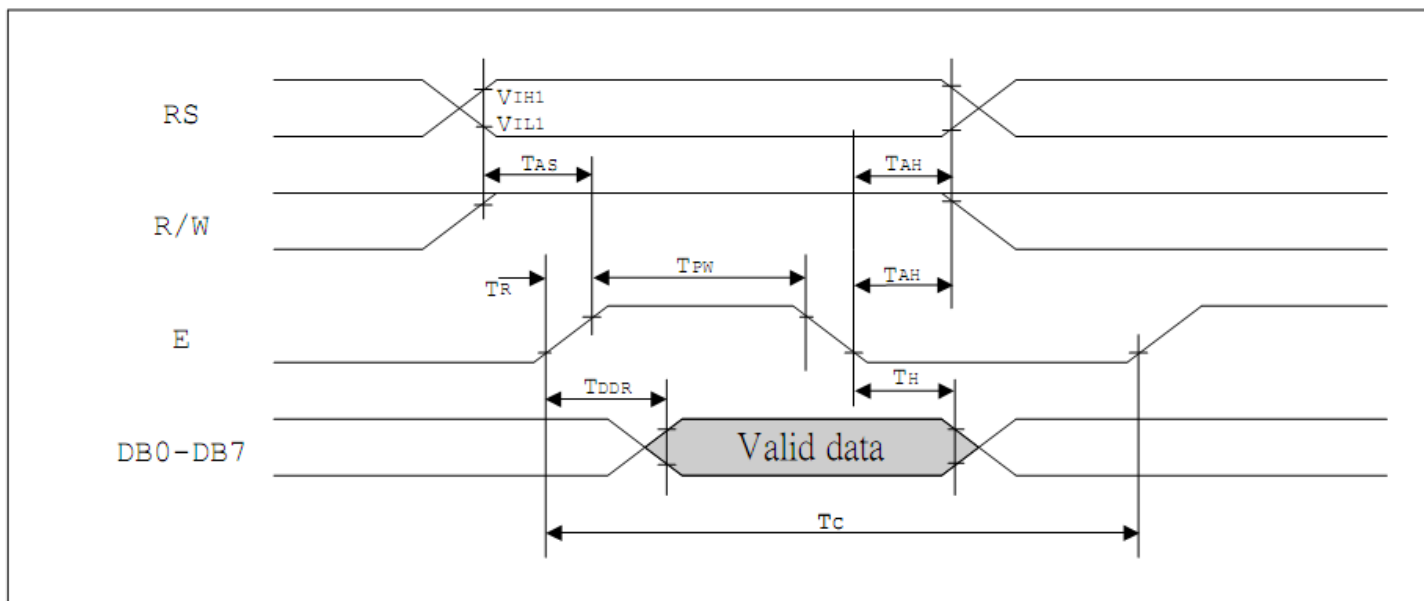 RS
VIH1
VIL1
TAS
TAH
R/W
TPW
TAH
TR
E
TDDR
TH
DB0-DB7
Valid data
TC